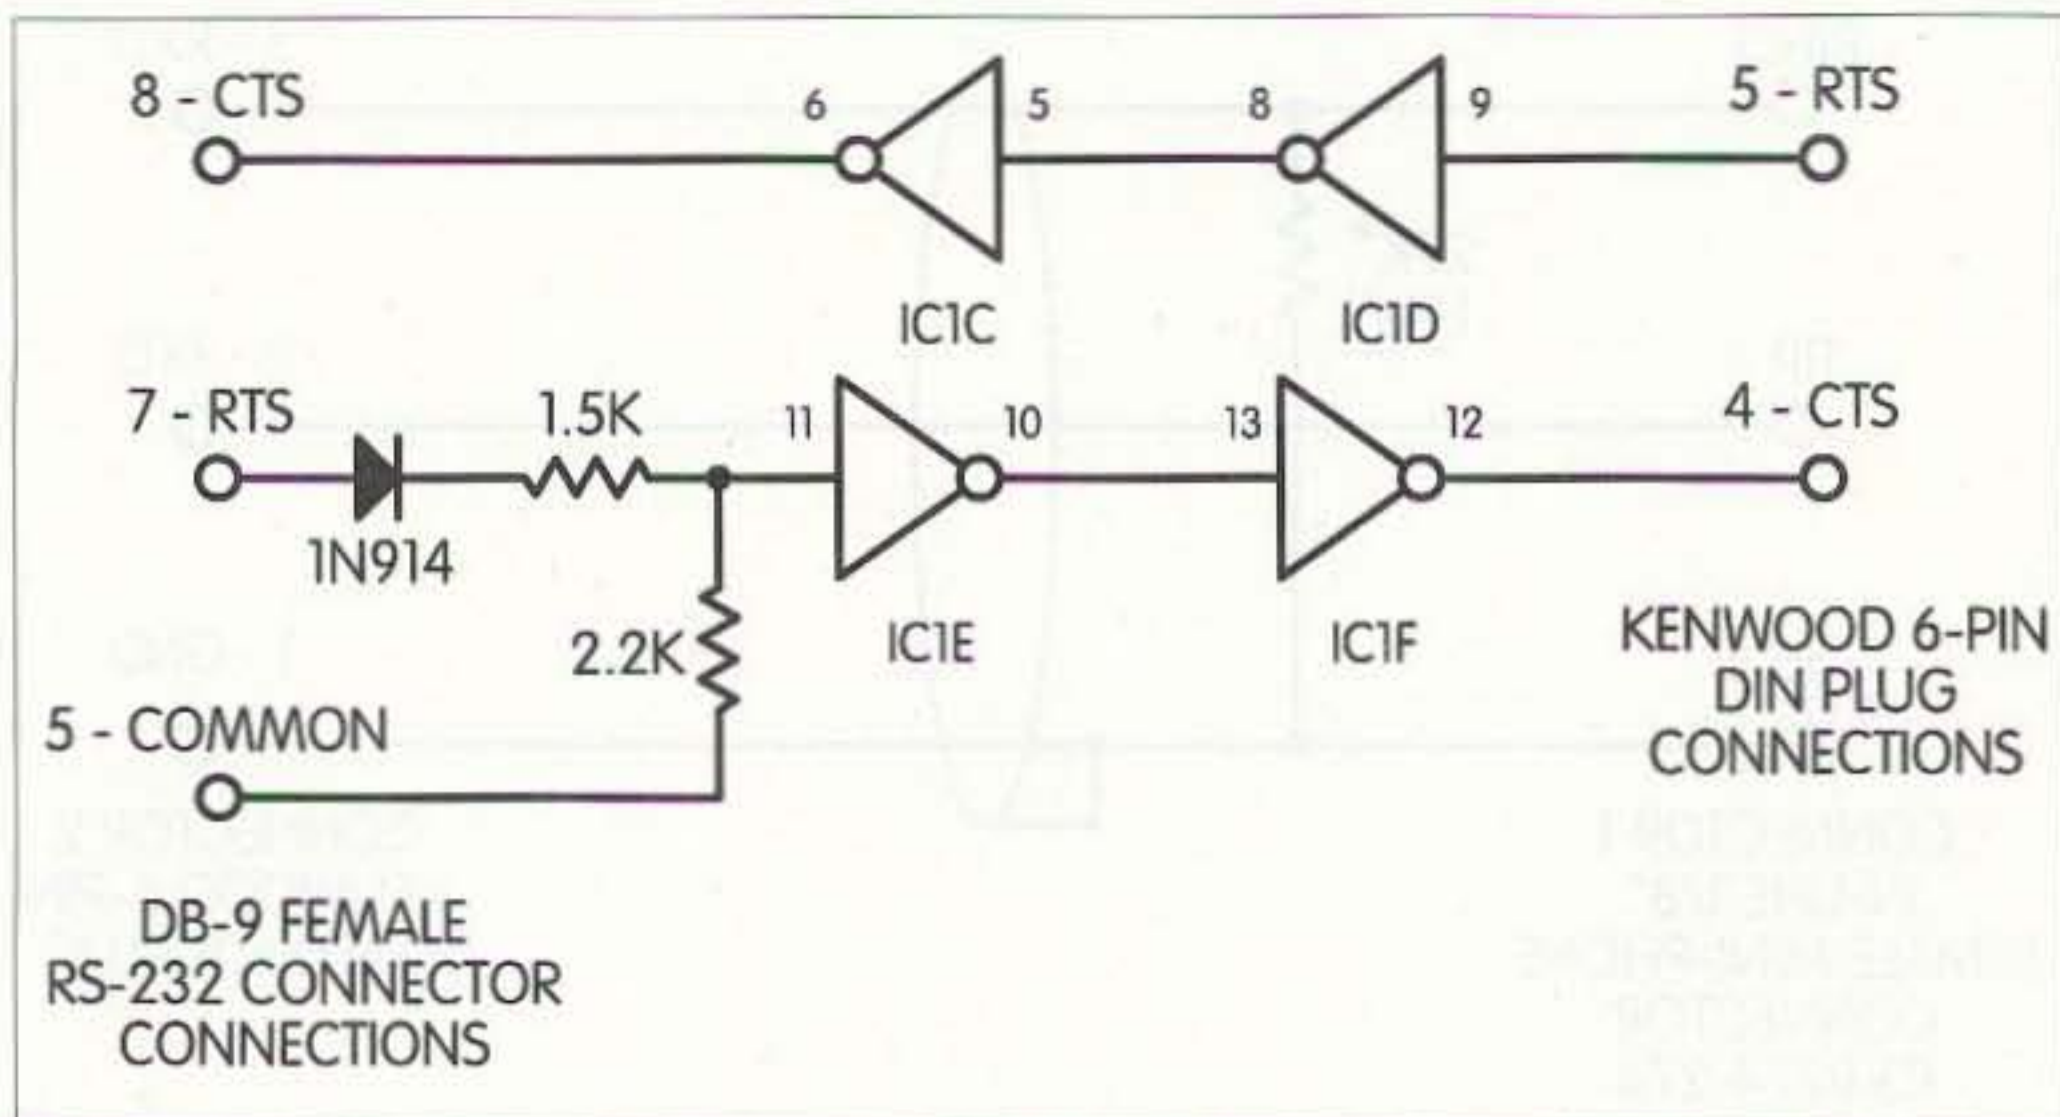 8 - CTS
6
5
8
9
5 - RTS
IC1C
IC1D
7 - RTS
1.5K
11
10
13
12
4 - CTS
1N914
2.2K
IC1E
IC1F
5 - COMMON
KENWOOD 6-PIN
DIN PLUG
CONNECTIONS
DB-9 FEMALE
RS-232 CONNECTOR
CONNECTIONS